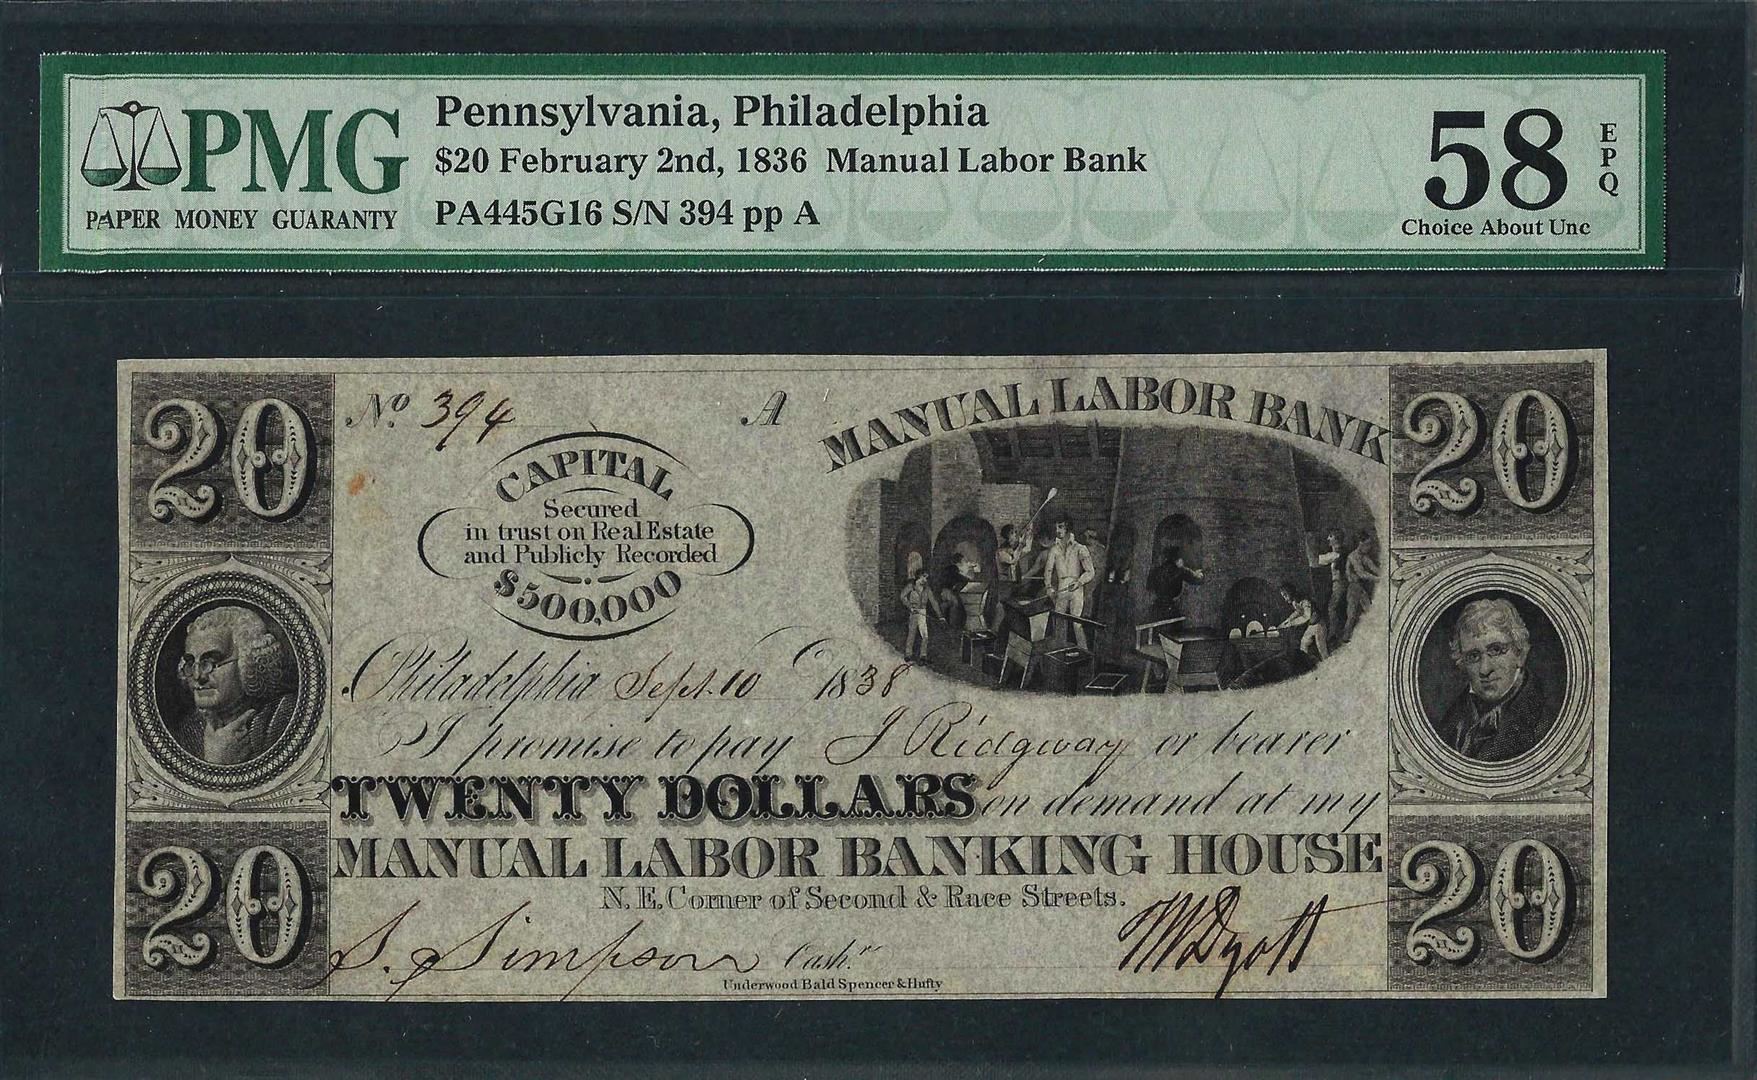 PMG
PAPER MONEY GUARANTY
Pennsylvania, Philadelphia
$20 February 2nd, 1836 Manual Labor Bank
PA445G16 S/N 394 pp A
58
EPQ
Choice About Unc
20
20
No. 394
A
MANUAL LABOR BANK
CAPITAL
Secured
in trust on Real Estate
and Publicly Recorded
$500,000
Philadelphia Sept. 10 1838
I promise to pay J Ridgway or bearer
TWENTY DOLLARS on demand at my
MANUAL LABOR BANKING HOUSE
N.E. Corner of Second & Race Streets.
20
20
S. Simpson Cashr
TW Dyott
Underwood Bald Spencer & Hufty